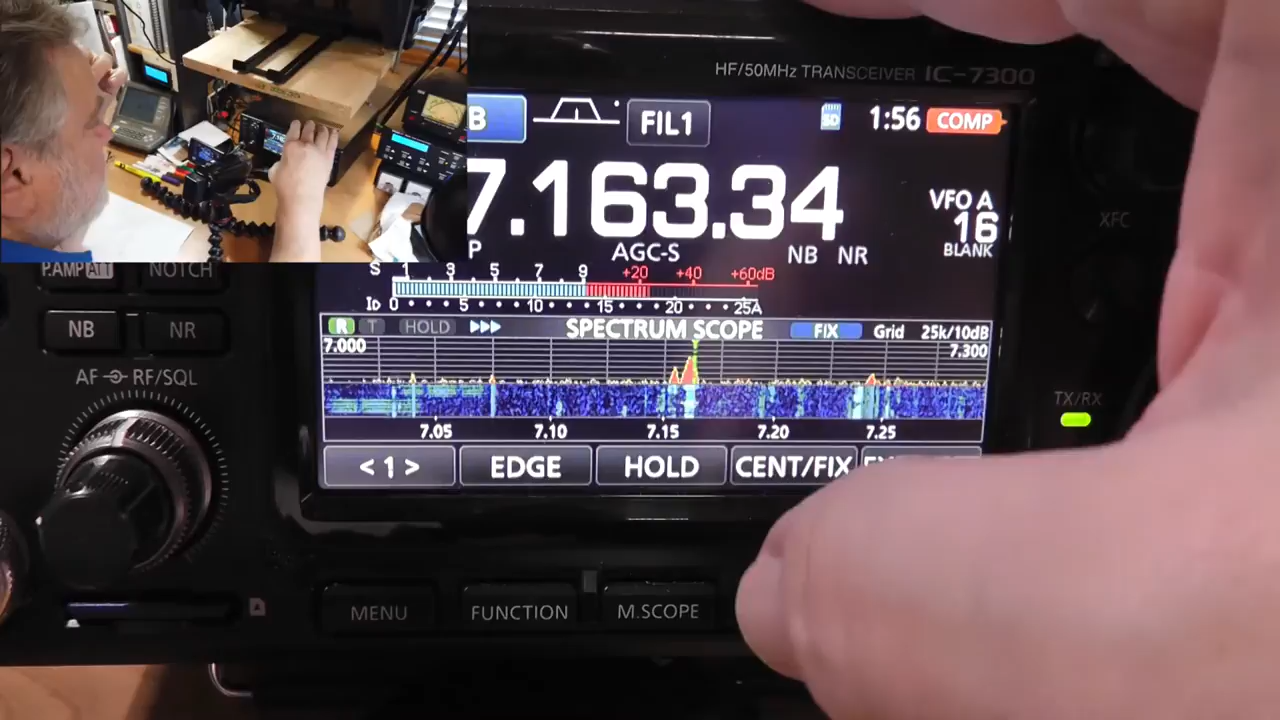 HF/50MHz TRANSCEIVER IC-7300
B FIL1 SD 1:56 COMP
7.163.34
VFO A
16
BLANK
P AGC-S NB NR
XFC
P.AMP ATT NOTCH
S 1 3 5 7 9 +20 +40 +60dB
ID 0 5 10 15 20 25A
NB NR
R T HOLD SPECTRUM SCOPE FIX Grid 25k/10dB
7.000 7.300
AF RF/SQL
TX/RX
7.05 7.10 7.15 7.20 7.25
< 1 > EDGE HOLD CENT/FIX
MENU FUNCTION M.SCOPE